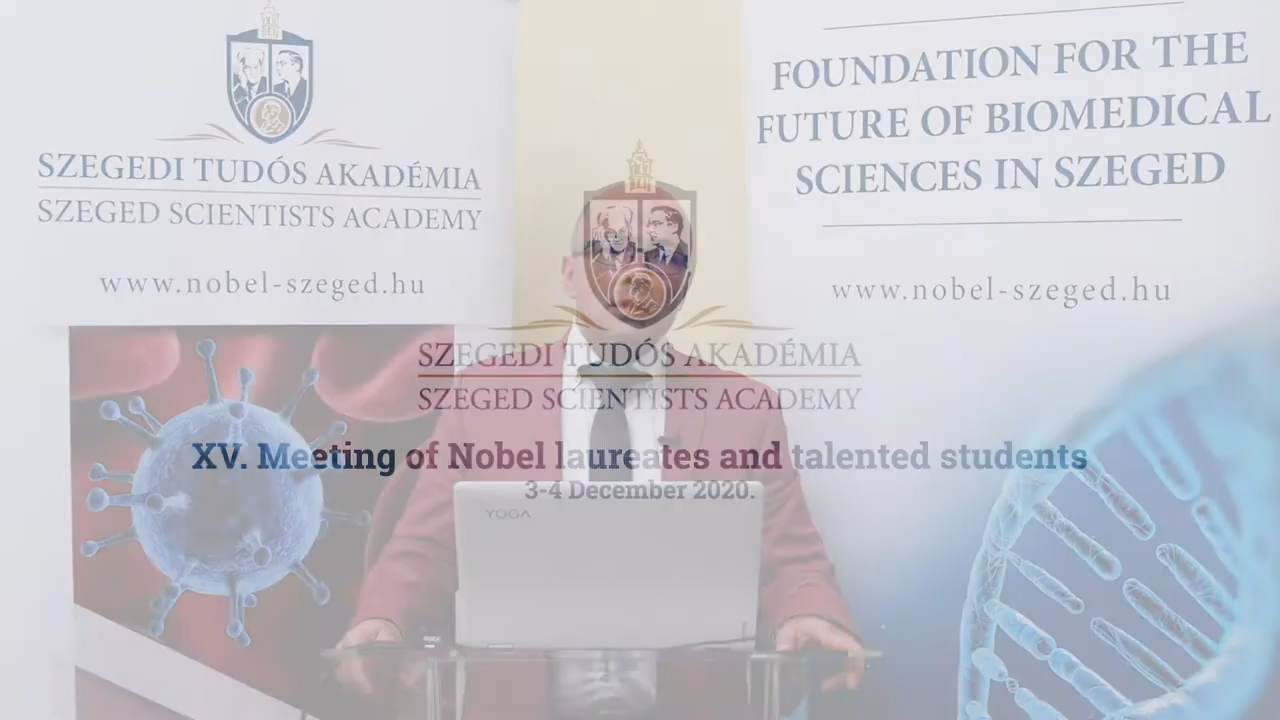 SZEGEDI TUDÓS AKADÉMIA
SZEGED SCIENTISTS ACADEMY
www.nobel-szeged.hu
FOUNDATION FOR THE
FUTURE OF BIOMEDICAL
SCIENCES IN SZEGED
www.nobel-szeged.hu
SZEGEDI TUDÓS AKADÉMIA
SZEGED SCIENTISTS ACADEMY
XV. Meeting of Nobel laureates and talented students
3-4 December 2020.
YOGA